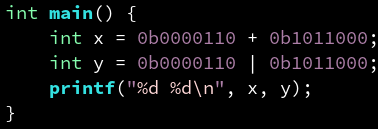 int main() {
    int x = 0b0000110 + 0b1011000;
    int y = 0b0000110 | 0b1011000;
    printf("%d %d\n", x, y);
}